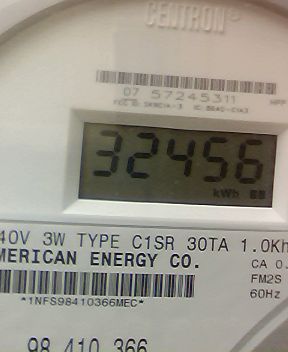 CENTRON®
07 57245311
32456
kWh 88
40V 3W TYPE C1SR 30TA 1.0Kh
MERICAN ENERGY CO.
CA 0.
FM2S
*1NFS98410366MEC*
60Hz
98 410 366